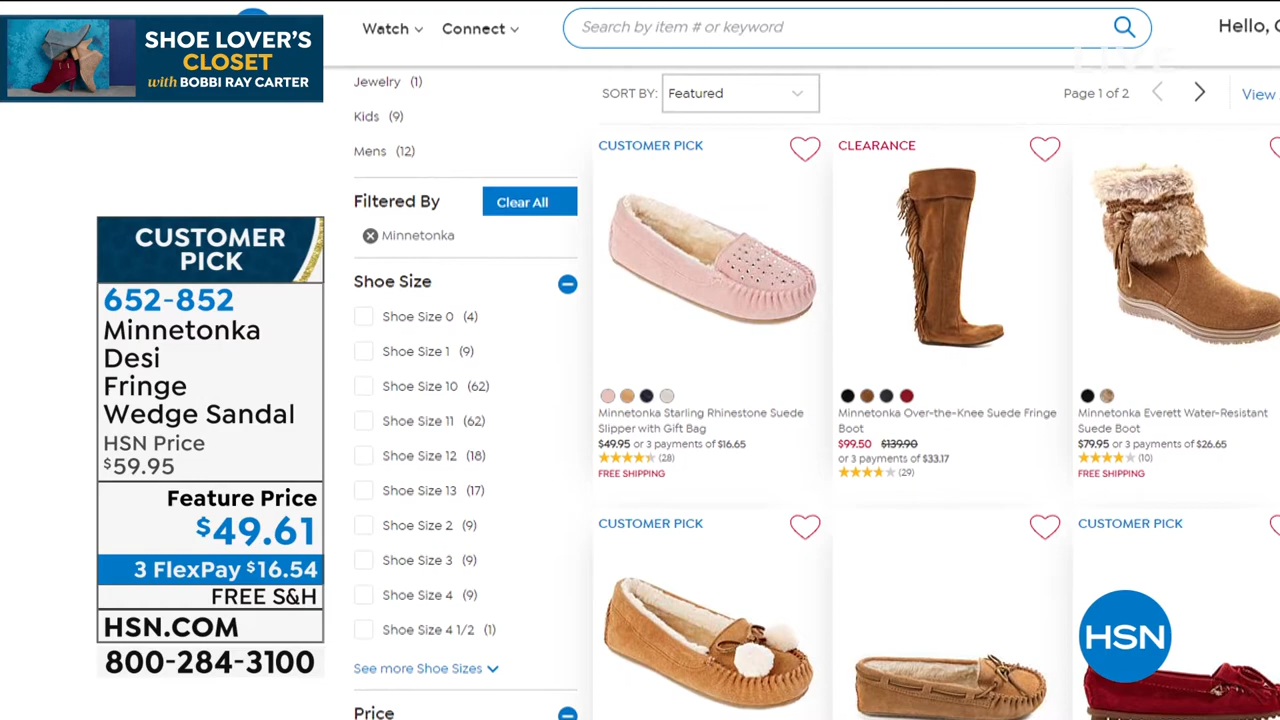 SHOE LOVER'S
CLOSET
with BOBBI RAY CARTER
CUSTOMER
PICK
652-852
Minnetonka
Desi
Fringe
Wedge Sandal
HSN Price
$59.95
Feature Price
$49.61
3 FlexPay $16.54
FREE S&H
HSN.COM
800-284-3100
Watch
Connect
Search by item # or keyword
Hello,
LIVE
Jewelry (1)
Kids (9)
Mens (12)
Filtered By
Clear All
Minnetonka
Shoe Size
Shoe Size 0 (4)
Shoe Size 1 (9)
Shoe Size 10 (62)
Shoe Size 11 (62)
Shoe Size 12 (18)
Shoe Size 13 (17)
Shoe Size 2 (9)
Shoe Size 3 (9)
Shoe Size 4 (9)
Shoe Size 4 1/2 (1)
See more Shoe Sizes
Price
SORT BY: Featured
Page 1 of 2
View
CUSTOMER PICK
Minnetonka Starling Rhinestone Suede
Slipper with Gift Bag
$49.95 or 3 payments of $16.65
(28)
FREE SHIPPING
CLEARANCE
Minnetonka Over-the-Knee Suede Fringe
Boot
$99.50 $139.90
or 3 payments of $33.17
(29)
Minnetonka Everett Water-Resistant
Suede Boot
$79.95 or 3 payments of $26.65
(10)
FREE SHIPPING
CUSTOMER PICK
CUSTOMER PICK
HSN